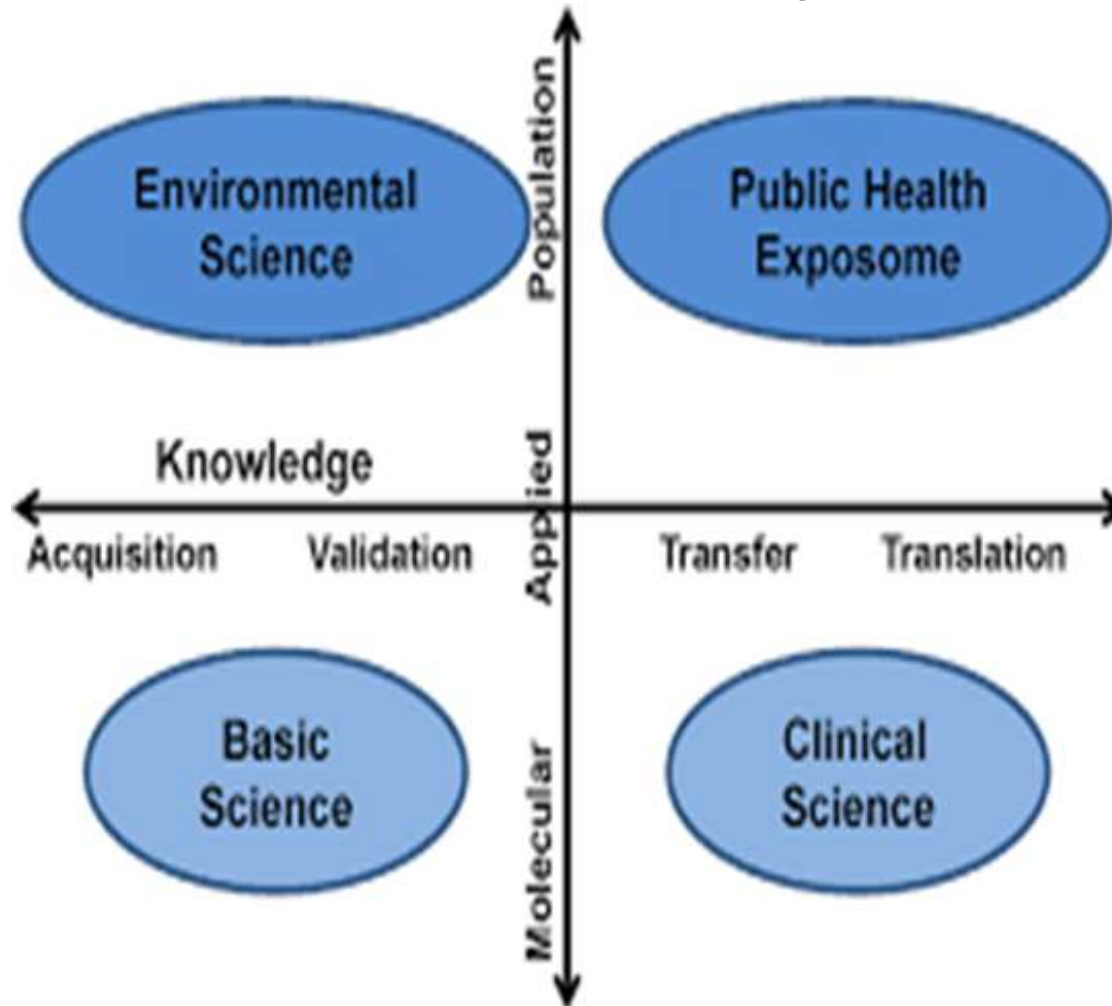 Environmental
Science
Public Health
Exposome
Population
Knowledge
Applied
Acquisition
Validation
Transfer
Translation
Basic
Science
Clinical
Science
Molecular